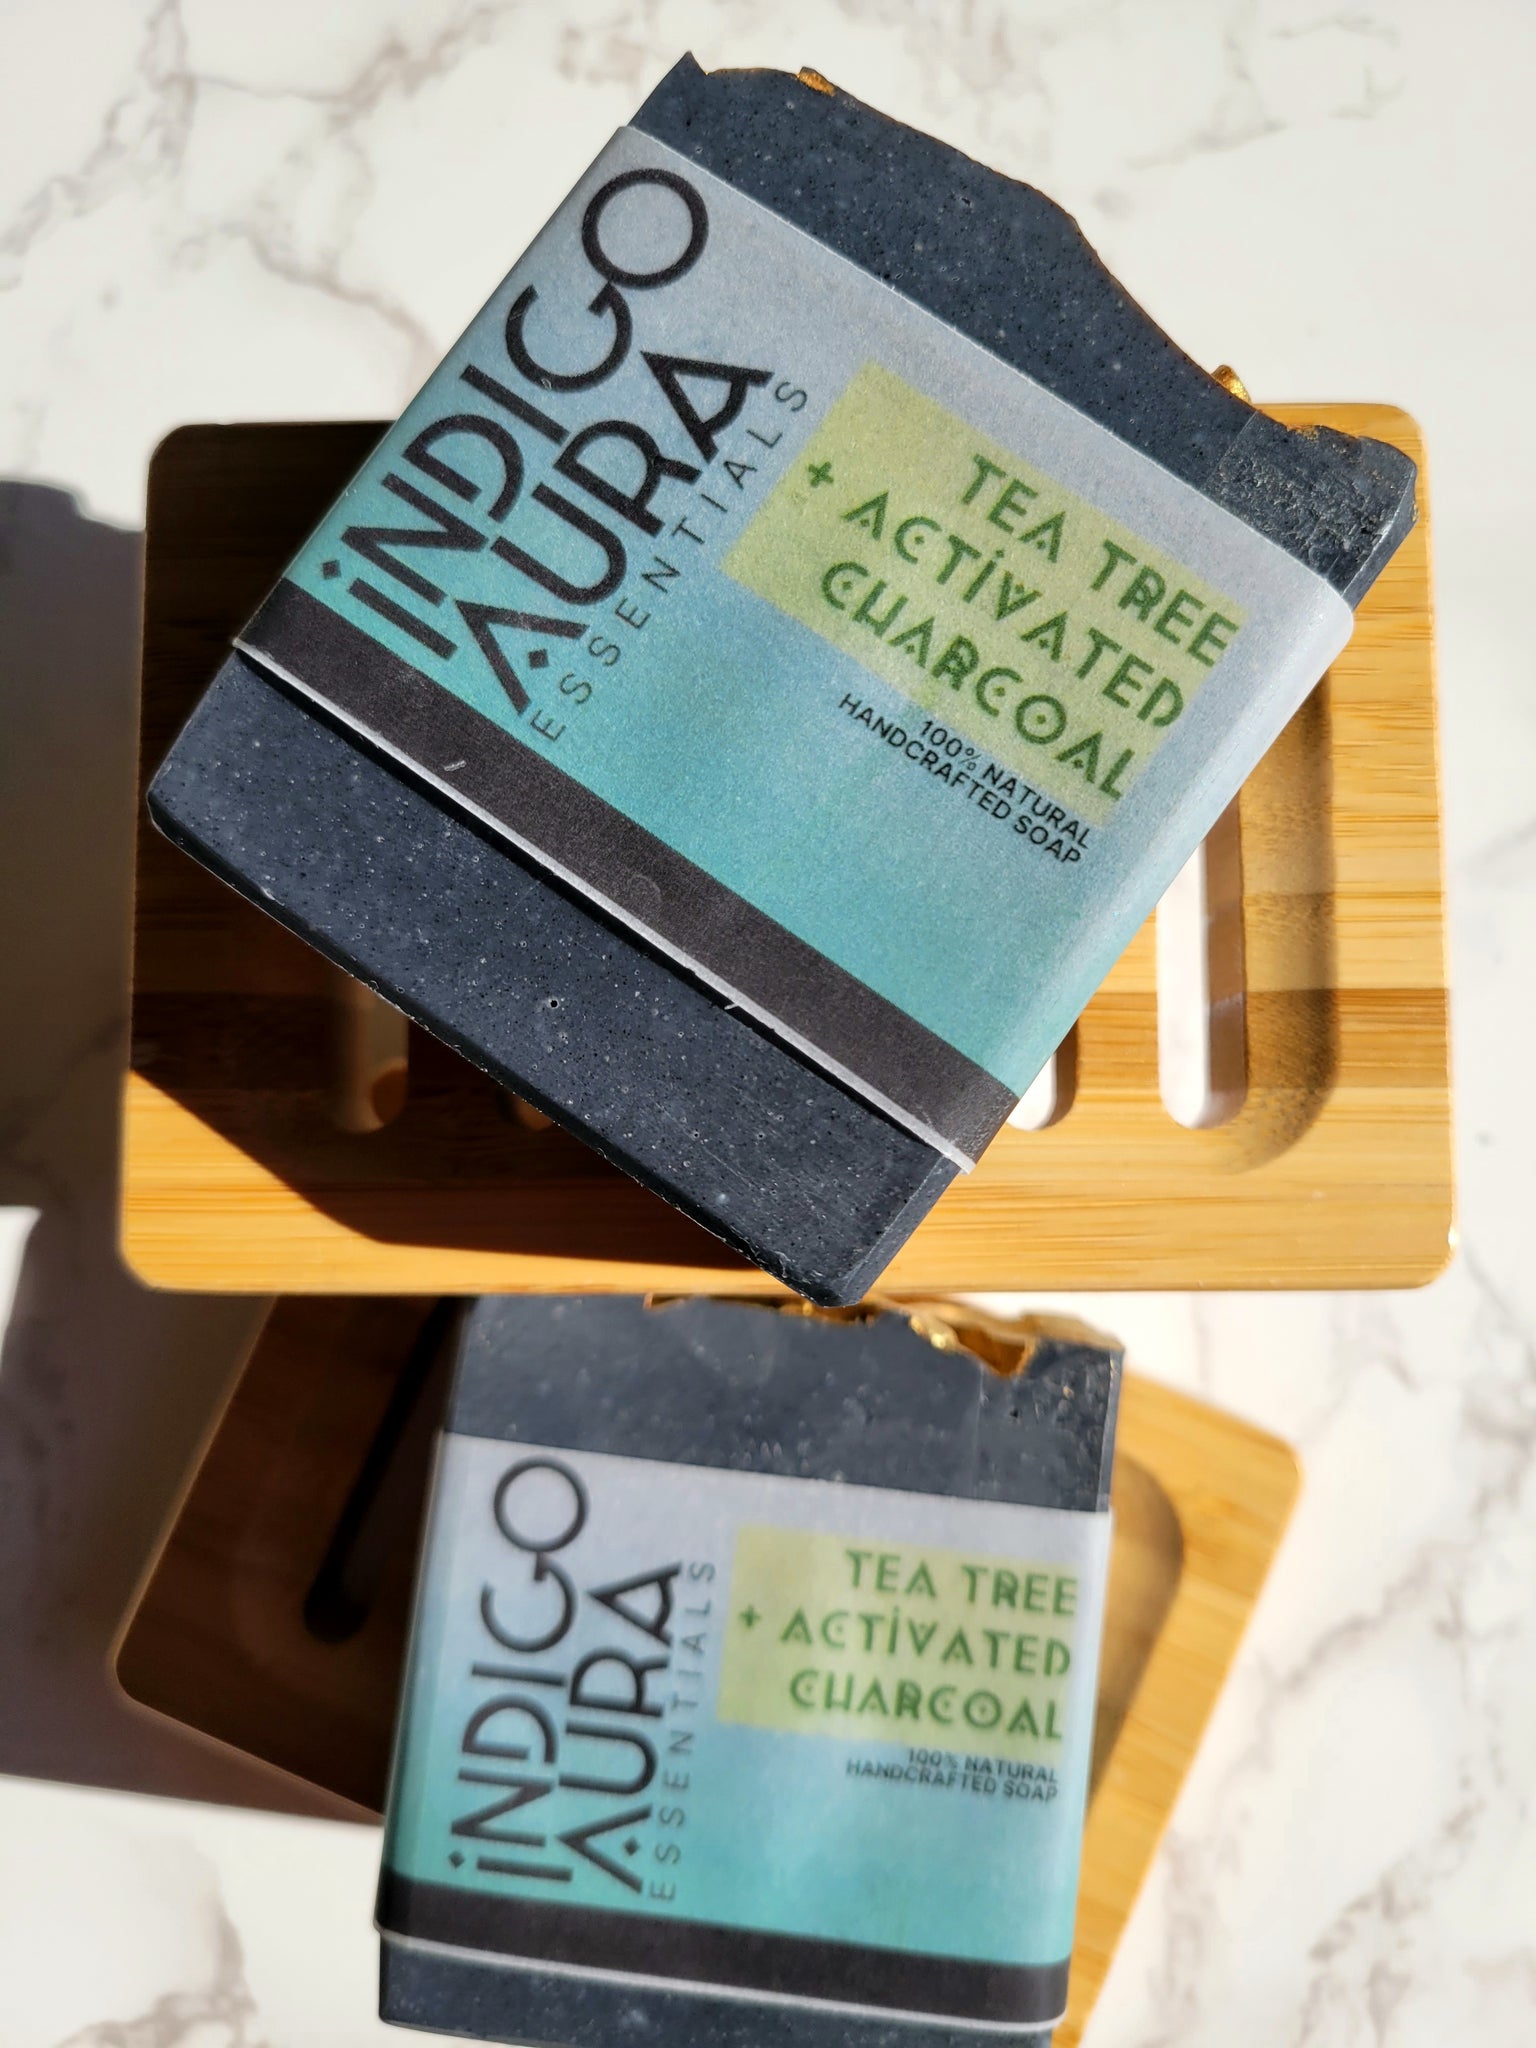 INDIGO
AURA
ESSENTIALS
TEA TREE
+ ACTIVATED
CHARCOAL
100% NATURAL
HANDCRAFTED SOAP
INDIGO
AURA
ESSENTIALS
TEA TREE
+ ACTIVATED
CHARCOAL
100% NATURAL
HANDCRAFTED SOAP